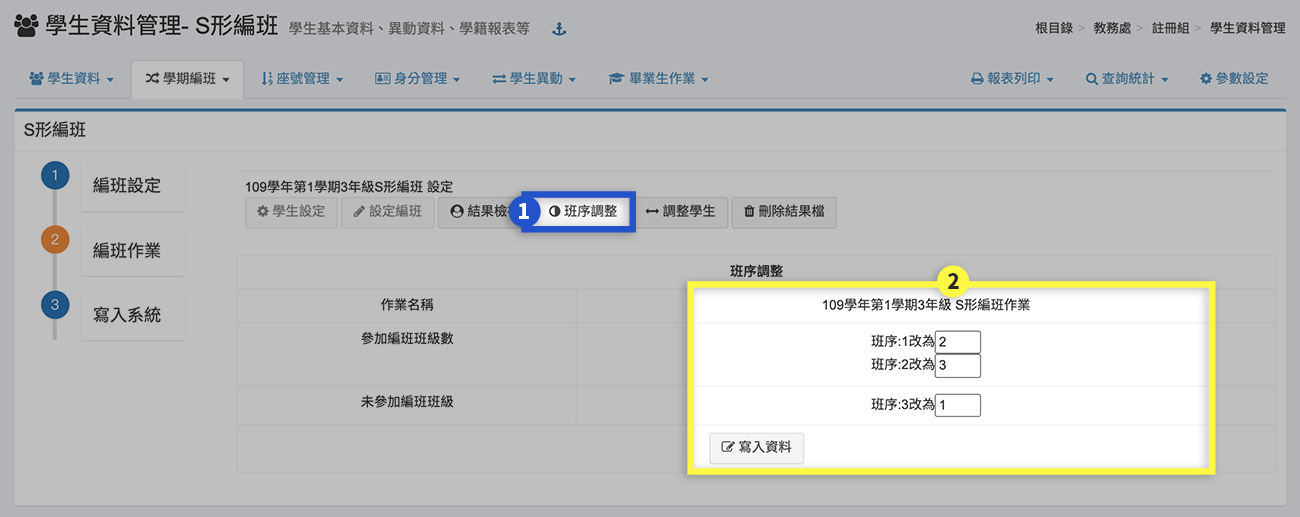 學生資料管理- S形編班 學生基本資料、異動資料、學籍報表等
根目錄 > 教務處 > 註冊組 > 學生資料管理
學生資料 學期編班 座號管理 身分管理 學生異動 畢業生作業 報表列印 查詢統計 參數設定
S形編班
1 編班設定
2 編班作業
3 寫入系統
109學年第1學期3年級S形編班 設定
學生設定 設定編班 結果檢 1 班序調整 調整學生 刪除結果檔
班序調整
2
作業名稱 109學年第1學期3年級 S形編班作業
參加編班班級數 班序:1改為 2
班序:2改為 3
未參加編班班級 班序:3改為 1
寫入資料